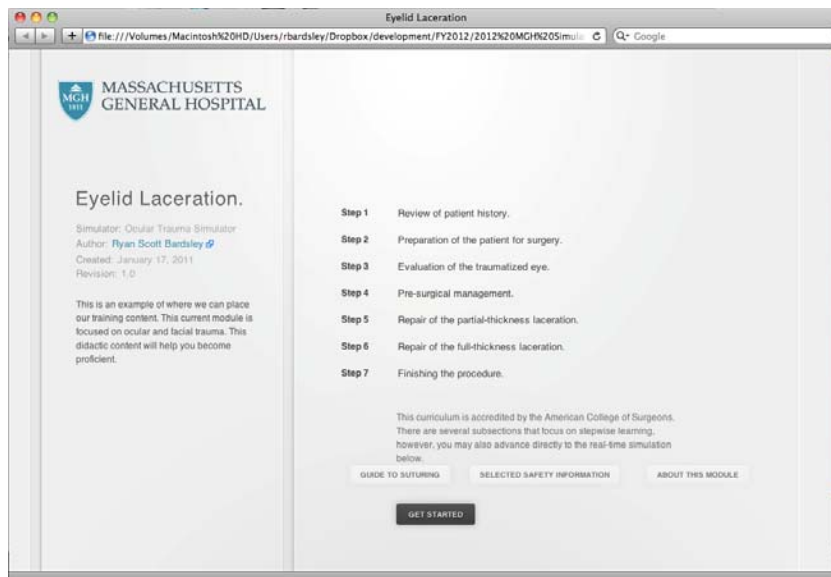 Eyelid Laceration
file:///Volumes/Macintosh%20HD/Users/rbardsley/Dropbox/development/FY2012/2012%20MGH%20Simula
Google
MGH
1811
MASSACHUSETTS
GENERAL HOSPITAL
Eyelid Laceration.
Simulator: Ocular Trauma Simulator
Author: Ryan Scott Bardsley
Created: January 17, 2011
Revision: 1.0
This is an example of where we can place
our training content. This current module is
focused on ocular and facial trauma. This
didactic content will help you become
proficient.
Step 1 Review of patient history.
Step 2 Preparation of the patient for surgery.
Step 3 Evaluation of the traumatized eye.
Step 4 Pre-surgical management.
Step 5 Repair of the partial-thickness laceration.
Step 6 Repair of the full-thickness laceration.
Step 7 Finishing the procedure.
This curriculum is accredited by the American College of Surgeons.
There are several subsections that focus on stepwise learning,
however, you may also advance directly to the real-time simulation
below.
GUIDE TO SUTURING SELECTED SAFETY INFORMATION ABOUT THIS MODULE
GET STARTED